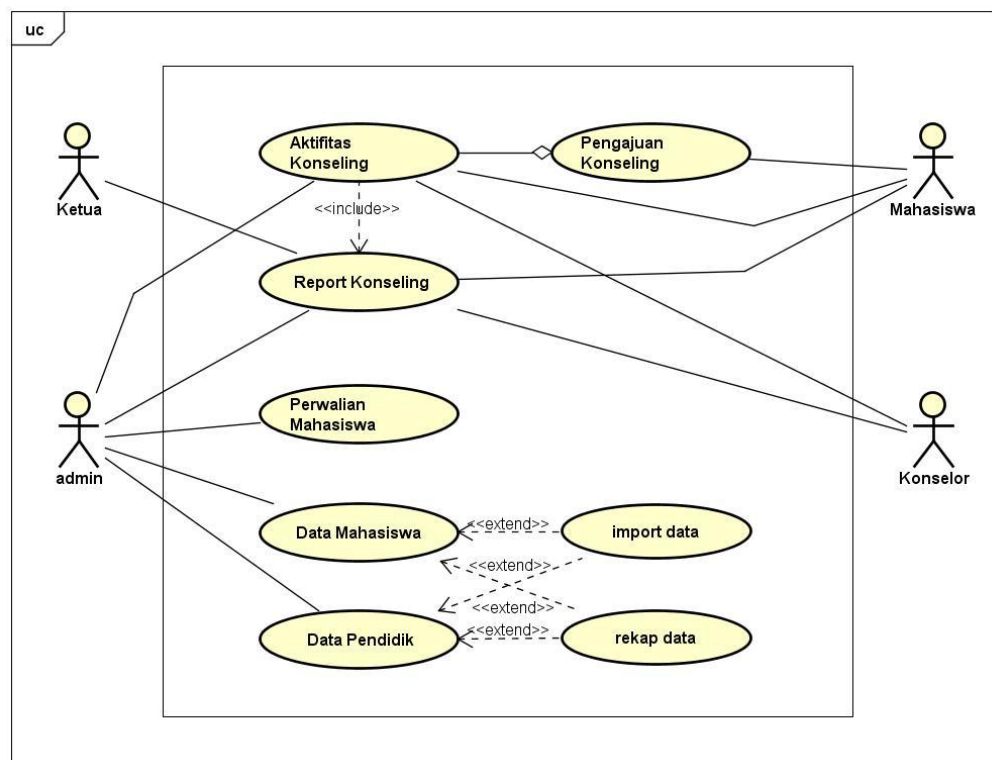 uc
Aktifitas
Konseling
Pengajuan
Konseling
Ketua
Mahasiswa
<<include>>
Report Konseling
Perwalian
Mahasiswa
admin
Konselor
Data Mahasiswa
<<extend>>
import data
<<extend>>
<<extend>>
Data Pendidik
<<extend>>
rekap data